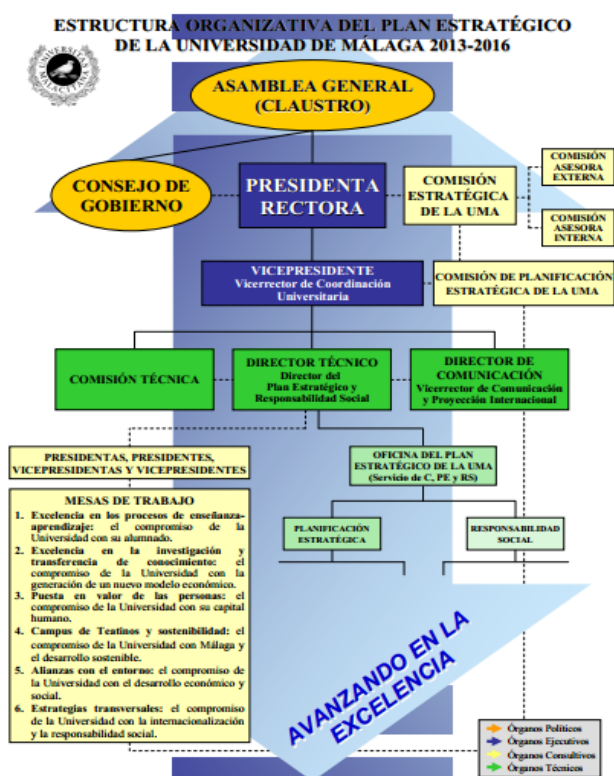 ESTRUCTURA ORGANIZATIVA DEL PLAN ESTRATÉGICO
DE LA UNIVERSIDAD DE MÁLAGA 2013-2016
UNIVERSITAS
MALACITANA
ASAMBLEA GENERAL
(CLAUSTRO)
CONSEJO DE
GOBIERNO
PRESIDENTA
RECTORA
COMISIÓN
ESTRATÉGICA
DE LA UMA
COMISIÓN
ASESORA
EXTERNA
COMISIÓN
ASESORA
INTERNA
VICEPRESIDENTE
Vicerrector de Coordinación
Universitaria
COMISIÓN DE PLANIFICACIÓN
ESTRATÉGICA DE LA UMA
COMISIÓN TÉCNICA
DIRECTOR TÉCNICO
Director del
Plan Estratégico y
Responsabilidad Social
DIRECTOR DE
COMUNICACIÓN
Vicerrector de Comunicación
y Proyección Internacional
PRESIDENTAS, PRESIDENTES,
VICEPRESIDENTAS Y VICEPRESIDENTES
OFICINA DEL PLAN
ESTRATÉGICO DE LA UMA
(Servicio de C, PE y RS)
PLANIFICACIÓN
ESTRATÉGICA
RESPONSABILIDAD
SOCIAL
MESAS DE TRABAJO
1. Excelencia en los procesos de enseñanza-
aprendizaje: el compromiso de la
Universidad con su alumnado.
2. Excelencia en la investigación y
transferencia de conocimiento: el
compromiso de la Universidad con la
generación de un nuevo modelo económico.
3. Puesta en valor de las personas: el
compromiso de la Universidad con su capital
humano.
4. Campus de Teatinos y sostenibilidad: el
compromiso de la Universidad con Málaga y
el desarrollo sostenible.
5. Alianzas con el entorno: el compromiso de
la Universidad con el desarrollo económico y
social.
6. Estrategias transversales: el compromiso
de la Universidad con la internacionalización
y la responsabilidad social.
AVANZANDO EN LA
EXCELENCIA
Órganos Políticos
Órganos Ejecutivos
Órganos Consultivos
Órganos Técnicos